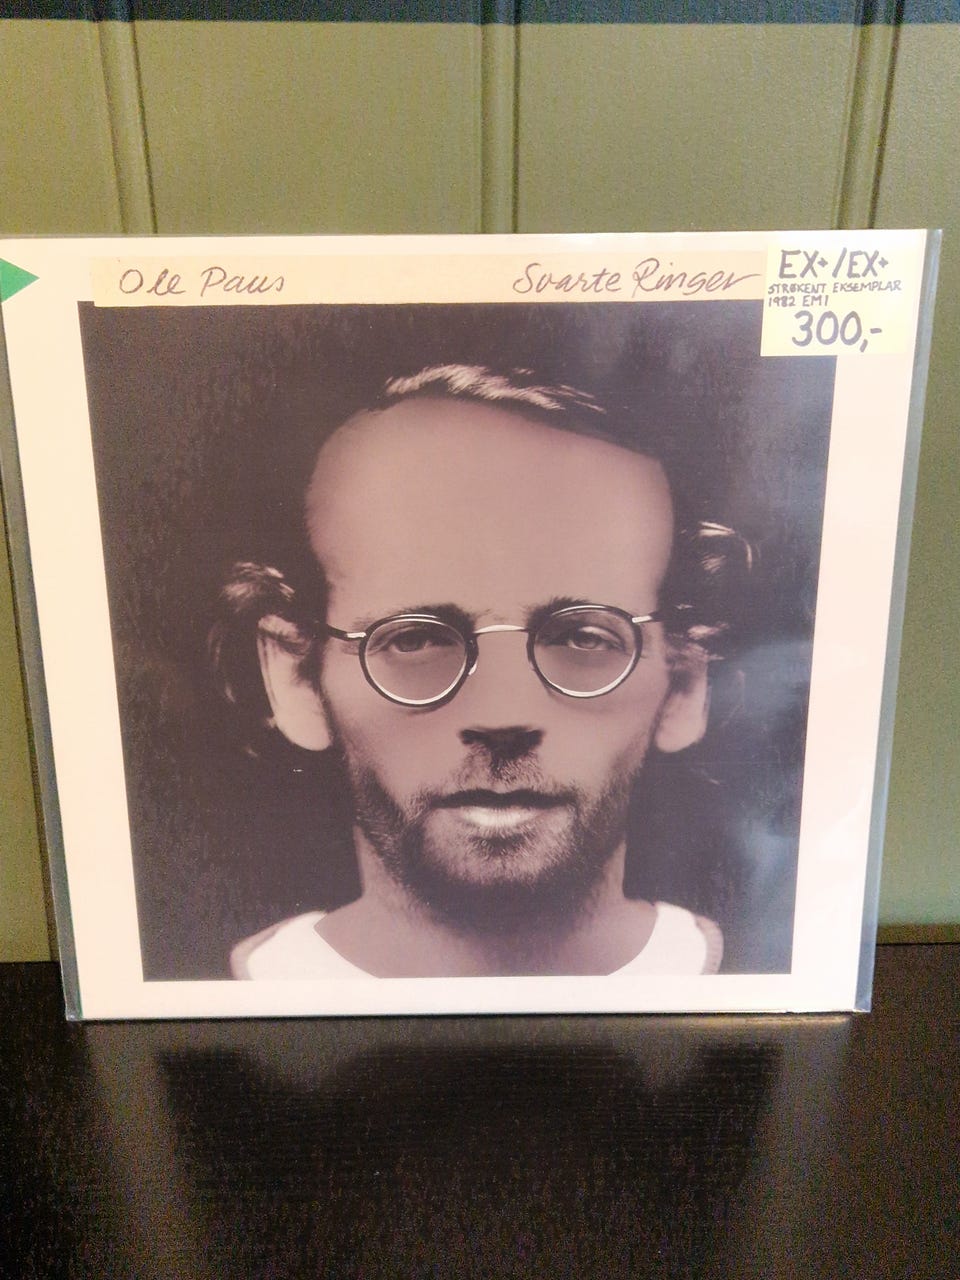 Ole Paus Svarte Ringer
EX+/EX+
STRØKENT EKSEMPLAR
1982 EMI
300,-